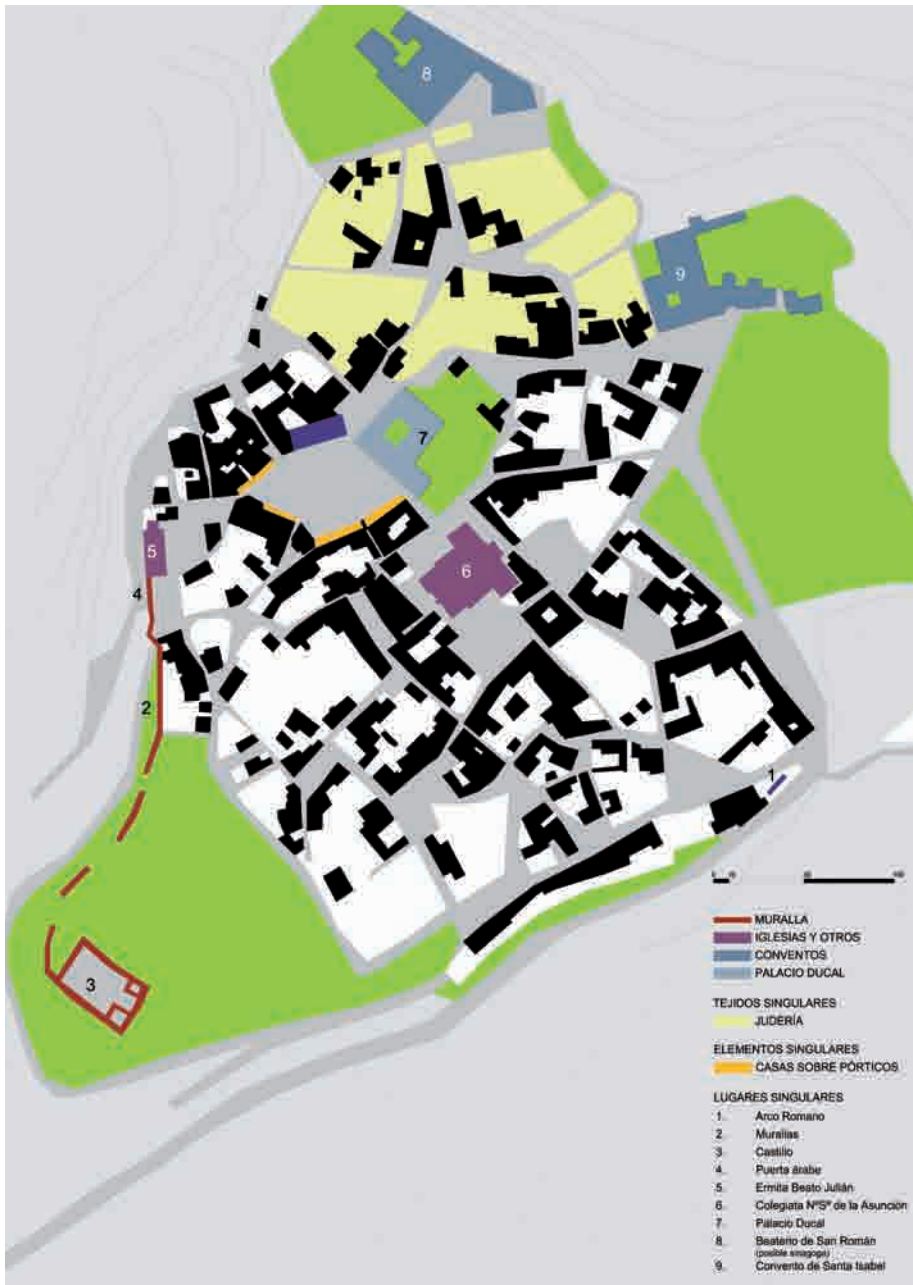 8
9
7
5
6
4
2
1
3
MURALLA
IGLESÍAS Y OTROS
CONVENTOS
PALACIO DUCAL
TEJIDOS SINGULARES
JUDERÍA
ELEMENTOS SINGULARES
CASAS SOBRE PÓRTICOS
LUGARES SINGULARES
1. Arco Romano
2. Murallas
3. Castillo
4. Puerta árabe
5. Ermita Beato Julián
6. Colegiata NªSª de la Asunción
7. Palacio Ducal
8. Beaterio de San Román
(posible sinagoga)
9. Convento de Santa Isabel